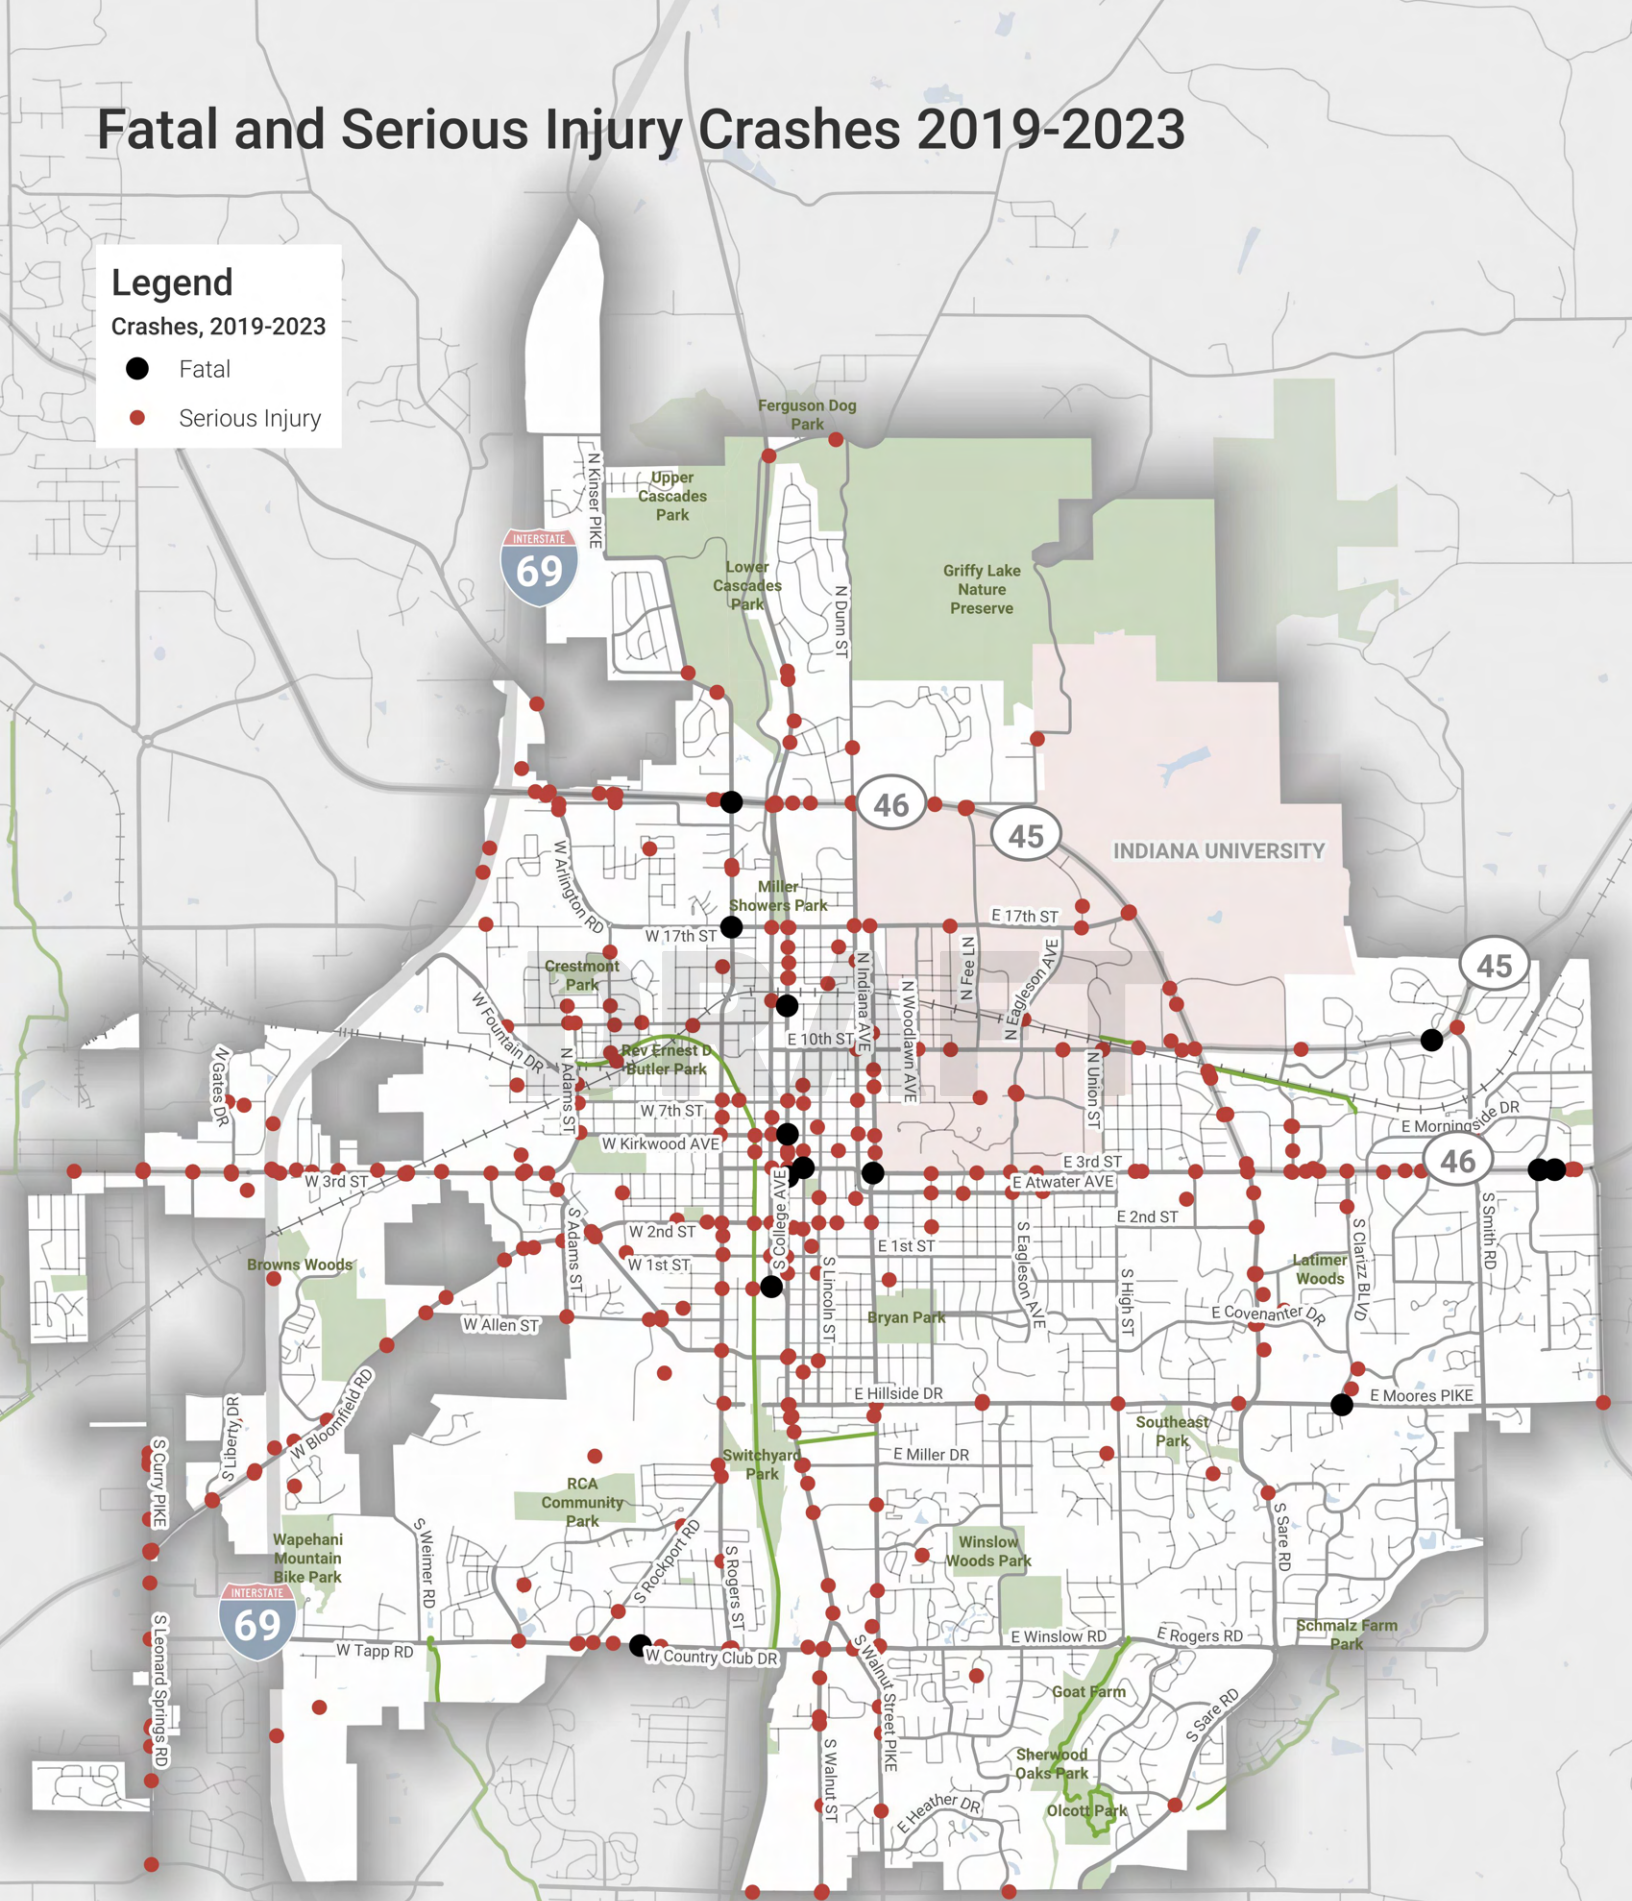 Fatal and Serious Injury Crashes 2019-2023
Legend
Crashes, 2019-2023
Fatal
Serious Injury
Ferguson Dog
Park
N Kinser PIKE
Upper
Cascades
Park
INTERSTATE
69
Lower
Cascades
Park
N Dunn ST
Griffy Lake
Nature
Preserve
46
45
INDIANA UNIVERSITY
W Arlington RD
Miller
Showers Park
E 17th ST
W 17th ST
N Fee LN
N Eagleson AVE
45
Crestmont
Park
N Indiana AVE
N Woodlawn AVE
DRAFT
W Fountain DR
E 10th ST
Rev Ernest D
Butler Park
N Adams ST
N Gates DR
N Union ST
W 7th ST
E Morningside DR
W Kirkwood AVE
46
E 3rd ST
W 3rd ST
E Atwater AVE
S College AVE
S Adams ST
W 2nd ST
E 2nd ST
S Smith RD
E 1st ST
S Eagleson AVE
S Clarizz BLVD
Browns Woods
W 1st ST
S Lincoln ST
S High ST
Latimer
Woods
W Allen ST
Bryan Park
E Covenanter DR
E Hillside DR
E Moores PIKE
S Liberty DR
W Bloomfield RD
Southeast
Park
S Curry PIKE
Switchyard
Park
E Miller DR
RCA
Community
Park
S Weimer RD
S Rockport RD
S Rogers ST
S Sare RD
Wapehani
Mountain
Bike Park
Winslow
Woods Park
INTERSTATE
69
S Leonard Springs RD
W Tapp RD
W Country Club DR
E Winslow RD
E Rogers RD
Schmalz Farm
Park
S Walnut Street PIKE
Goat Farm
S Sare RD
S Walnut ST
Sherwood
Oaks Park
E Heather DR
Olcott Park